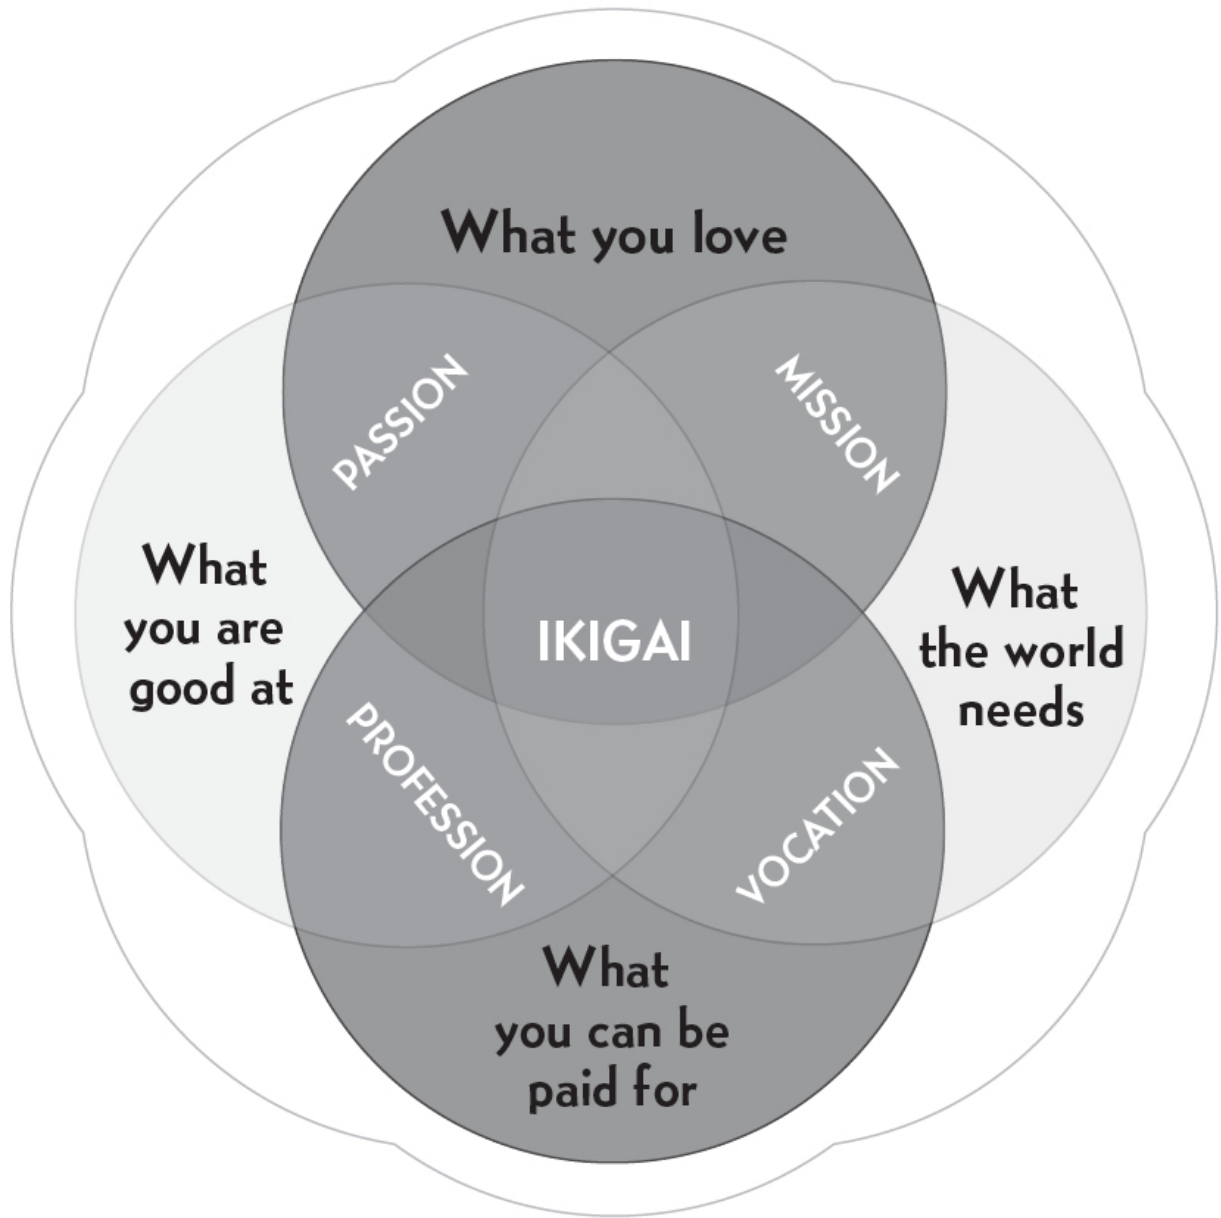 What you love
PASSION
MISSION
What
you are
good at
What
the world
needs
IKIGAI
PROFESSION
VOCATION
What
you can be
paid for